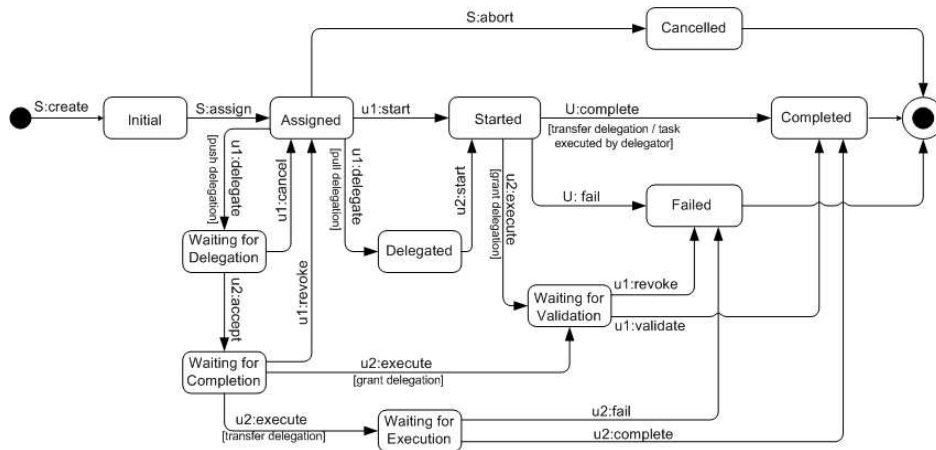 S:abort
Cancelled
S:create
Initial
S:assign
Assigned
u1:start
Started
U:complete
[transfer delegation / task
executed by delegator]
Completed
u1:delegate
[push delegation]
u1:cancel
u1:revoke
u1:delegate
[pull delegation]
u2:start
u2:execute
[grant delegation]
U: fail
Failed
Waiting for
Delegation
Delegated
u2:accept
Waiting for
Validation
u1:revoke
u1:validate
Waiting for
Completion
u2:execute
[grant delegation]
u2:execute
[transfer delegation]
Waiting for
Execution
u2:fail
u2:complete